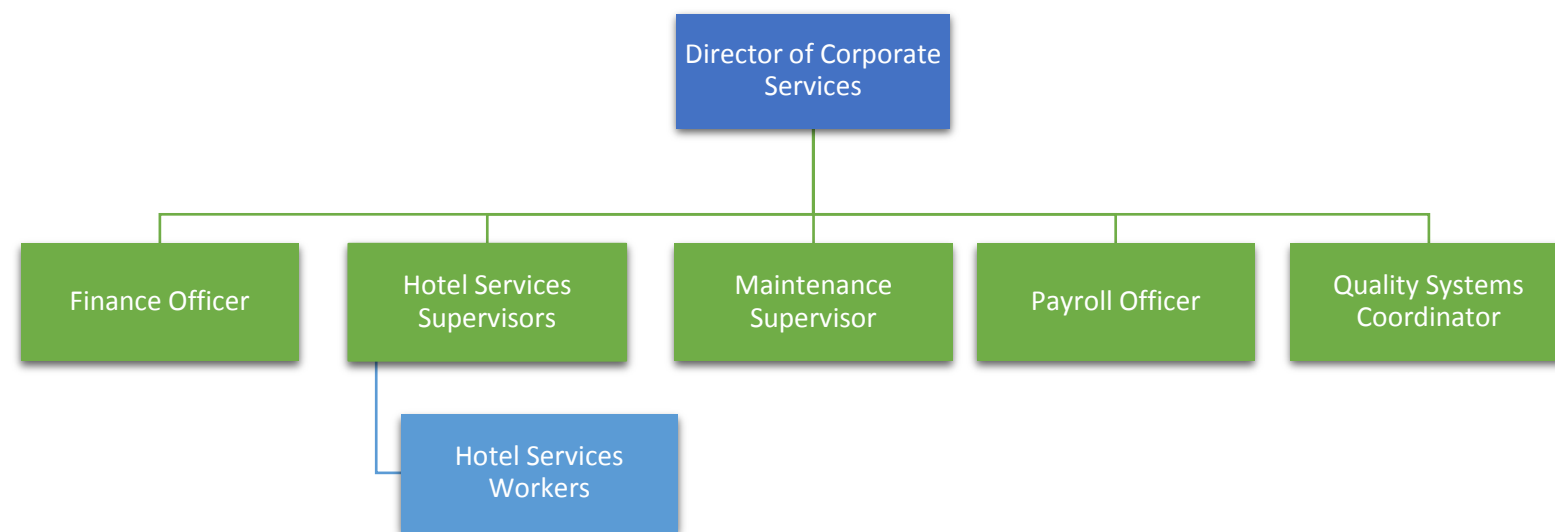 Director of Corporate
Services
Finance Officer
Hotel Services
Supervisors
Maintenance
Supervisor
Payroll Officer
Quality Systems
Coordinator
Hotel Services
Workers